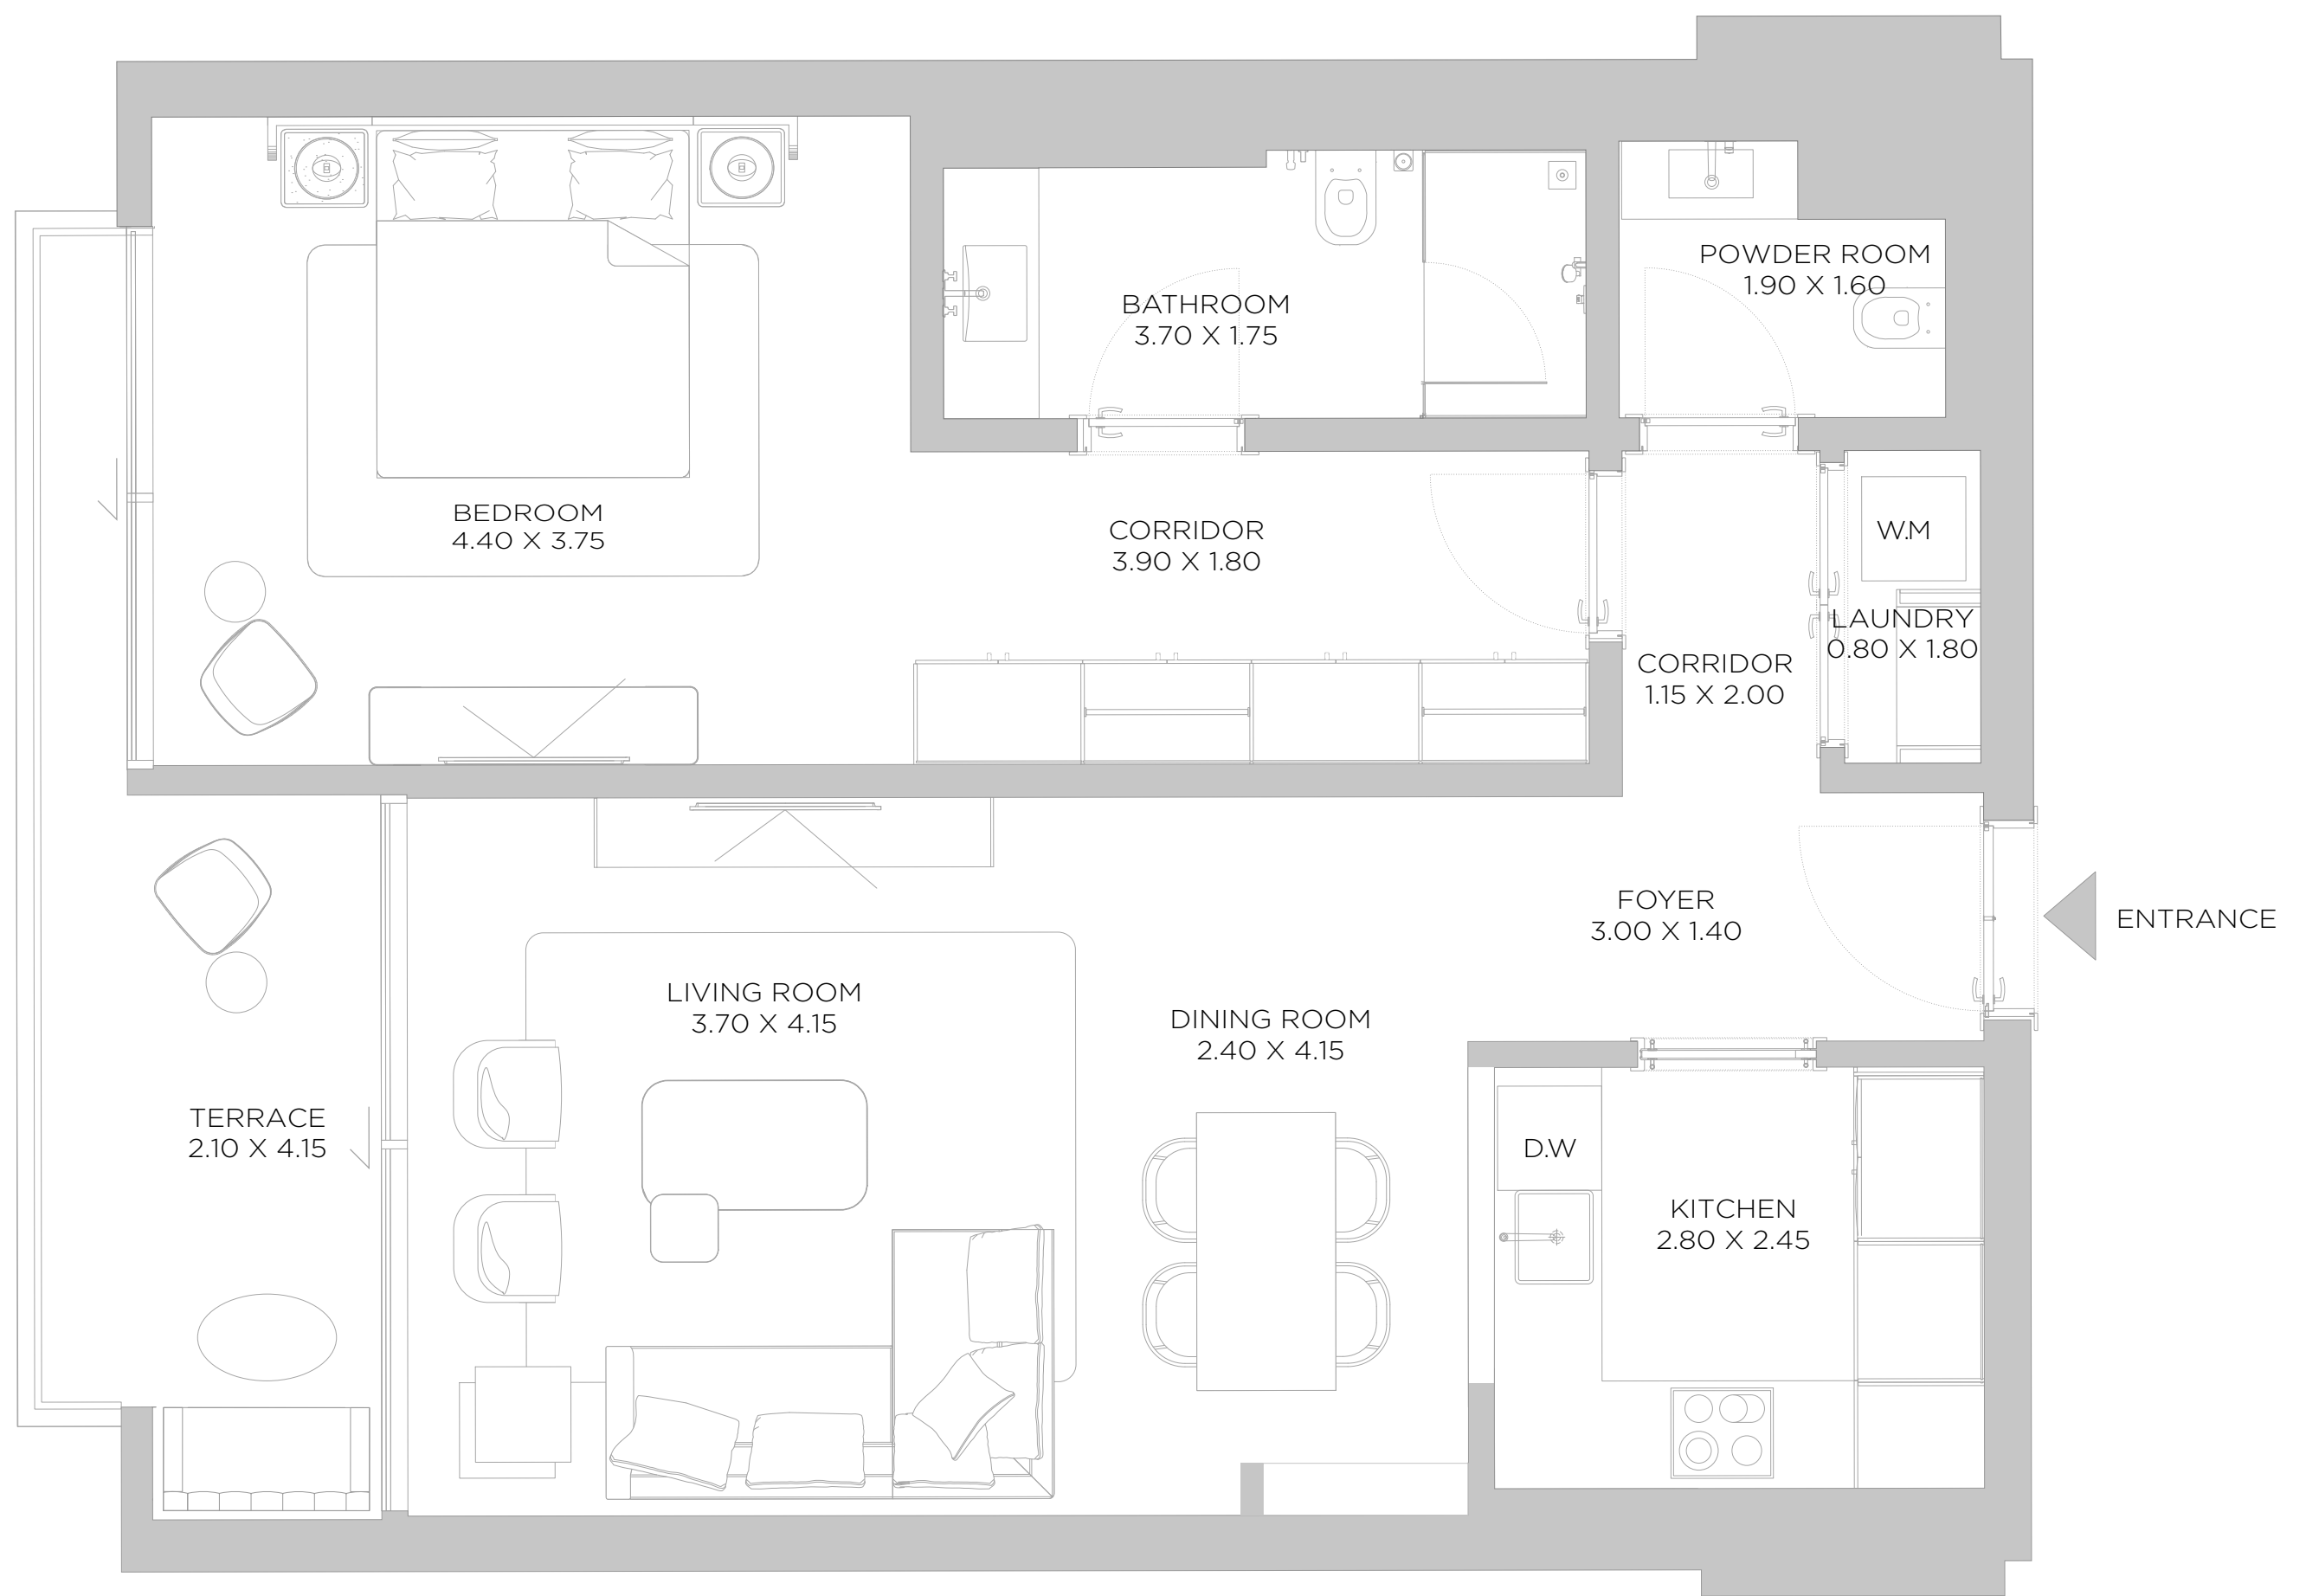 POWDER ROOM
1.90 X 1.60
BATHROOM
3.70 X 1.75
BEDROOM
4.40 X 3.75
CORRIDOR
3.90 X 1.80
W.M
LAUNDRY
0.80 X 1.80
CORRIDOR
1.15 X 2.00
FOYER
3.00 X 1.40
ENTRANCE
LIVING ROOM
3.70 X 4.15
DINING ROOM
2.40 X 4.15
TERRACE
2.10 X 4.15
D.W
KITCHEN
2.80 X 2.45